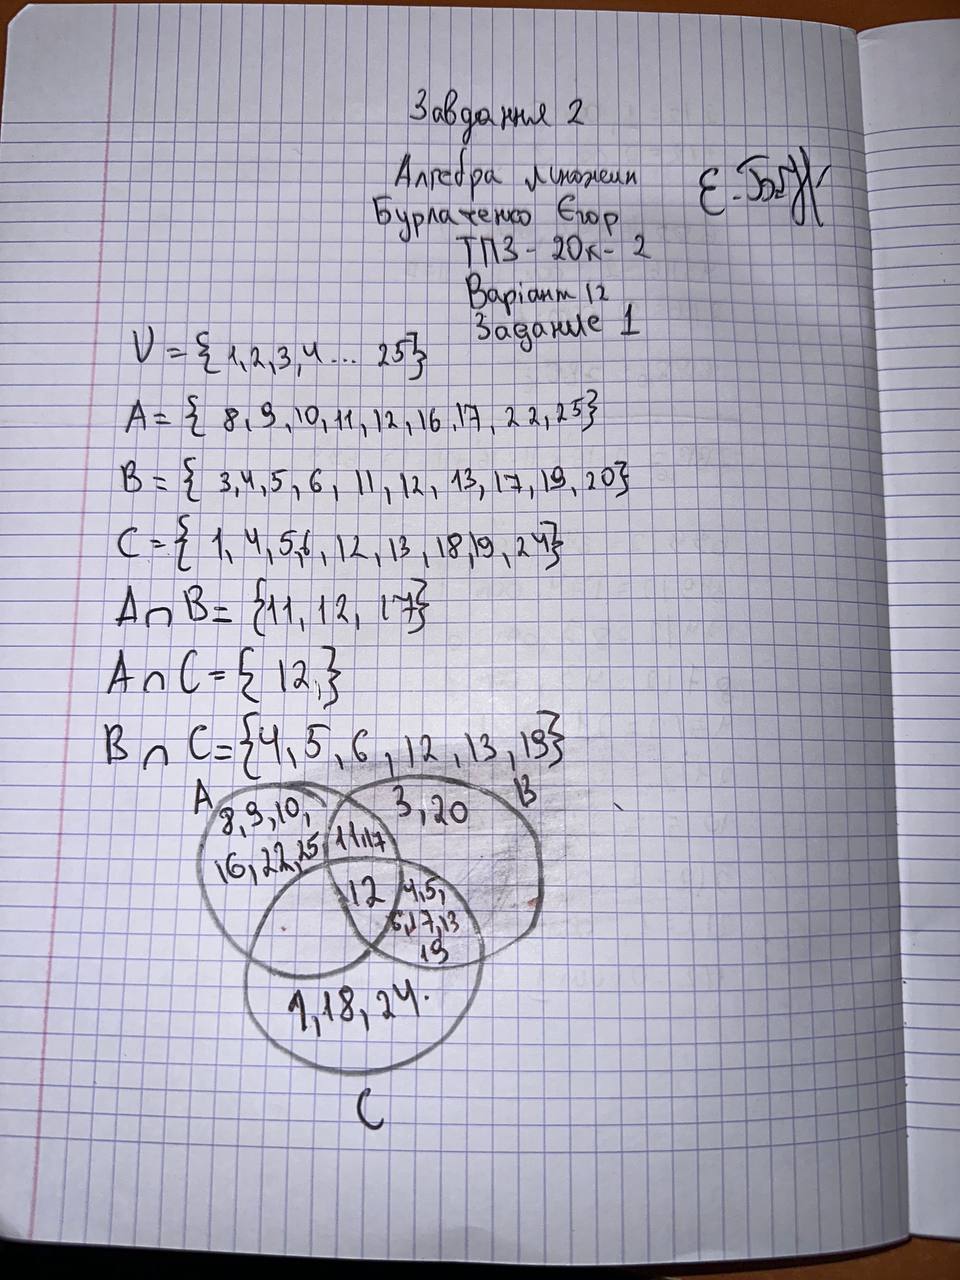 Завдання 2
Алгебра множин
Бурлаченко Єгор
ТПЗ - 20к - 2
Варіант 12
Задание 1
U = {1, 2, 3, 4 ... 25}
A = { 8, 9, 10, 11, 12, 16, 17, 22, 25}
B = { 3, 4, 5, 6, 11, 12, 13, 17, 19, 20}
C = { 1, 4, 5, 6, 12, 13, 18, 19, 24}
A ∩ B = {11, 12, 17}
A ∩ C = { 12,}
B ∩ C = {4, 5, 6, 12, 13, 19}
A
B
8, 9, 10,
3, 20
16, 22, 25
11, 17
12
4, 5,
6, 17, 13
19
1, 18, 24.
C